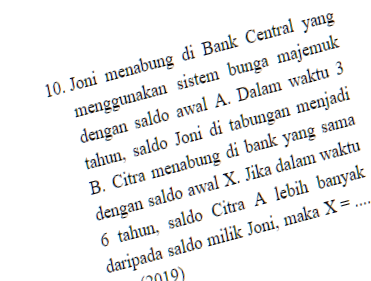 10. Joni menabung di Bank Central yang
menggunakan sistem bunga majemuk
dengan saldo awal A. Dalam waktu 3
tahun, saldo Joni di tabungan menjadi
B. Citra menabung di bank yang sama
dengan saldo awal X. Jika dalam waktu
6 tahun, saldo Citra A lebih banyak
daripada saldo milik Joni, maka X = ....
(2019)